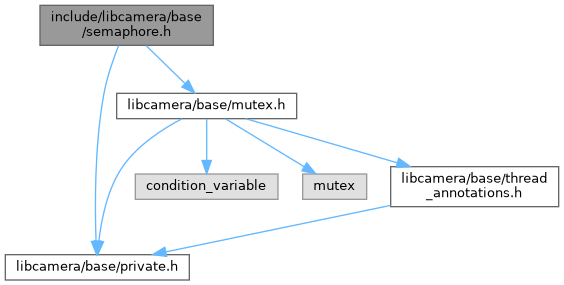 include/libcamera/base
/semaphore.h
libcamera/base/mutex.h
condition_variable
mutex
libcamera/base/thread
_annotations.h
libcamera/base/private.h